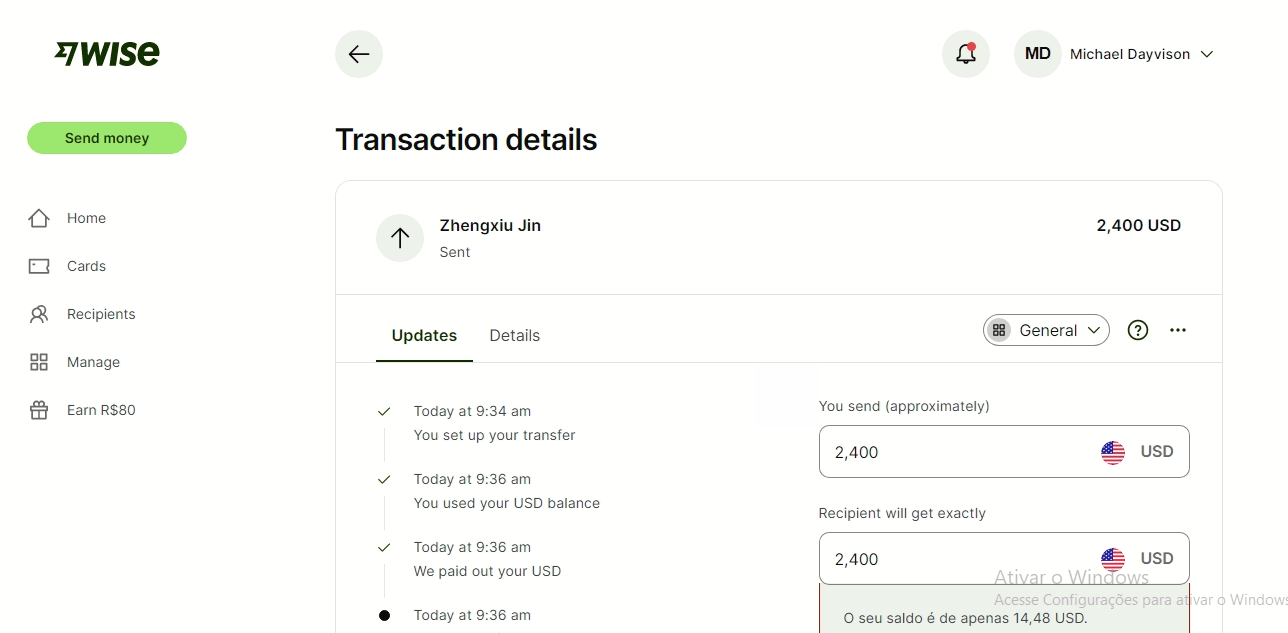 WISE
MD
Michael Dayvison
Send money
Transaction details
Home
Cards
Recipients
Manage
Earn R$80
Zhengxiu Jin
2,400 USD
Sent
Updates
Details
General
Today at 9:34 am
You set up your transfer
Today at 9:36 am
You used your USD balance
Today at 9:36 am
We paid out your USD
Today at 9:36 am
You send (approximately)
2,400
USD
Recipient will get exactly
2,400
USD
Ativar o Windows
Acesse Configurações para ativar o Windows
O seu saldo é de apenas 14,48 USD.